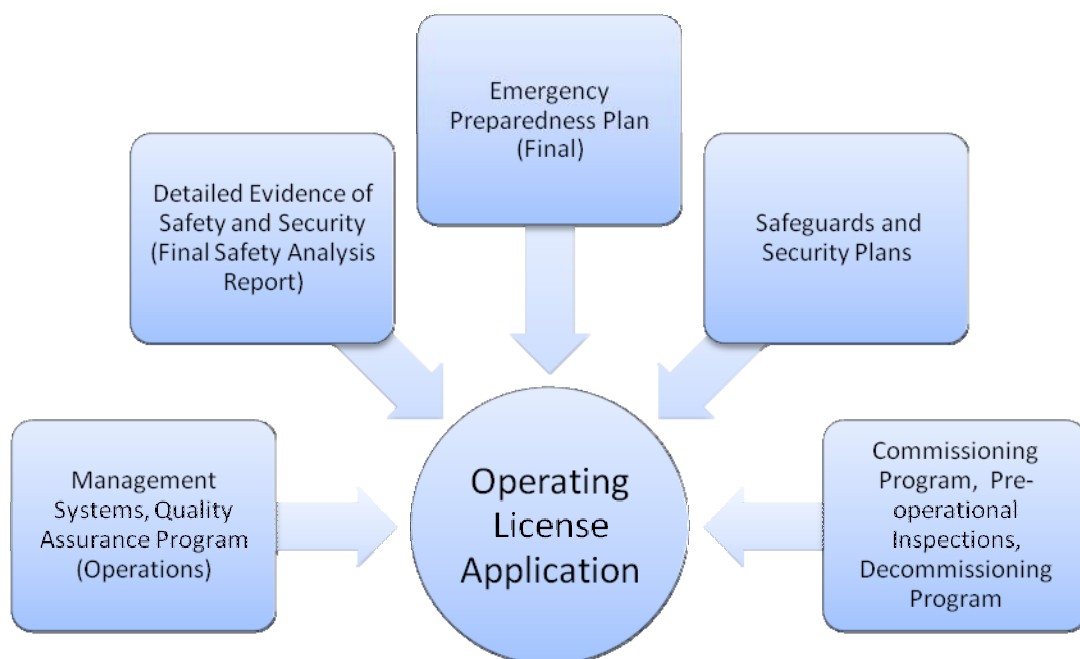 Emergency
Preparedness Plan
(Final)
Detailed Evidence of
Safety and Security
(Final Safety Analysis
Report)
Safeguards and
Security Plans
Management
Systems, Quality
Assurance Program
(Operations)
Operating
License
Application
Commissioning
Program, Pre-
operational
Inspections,
Decommissioning
Program